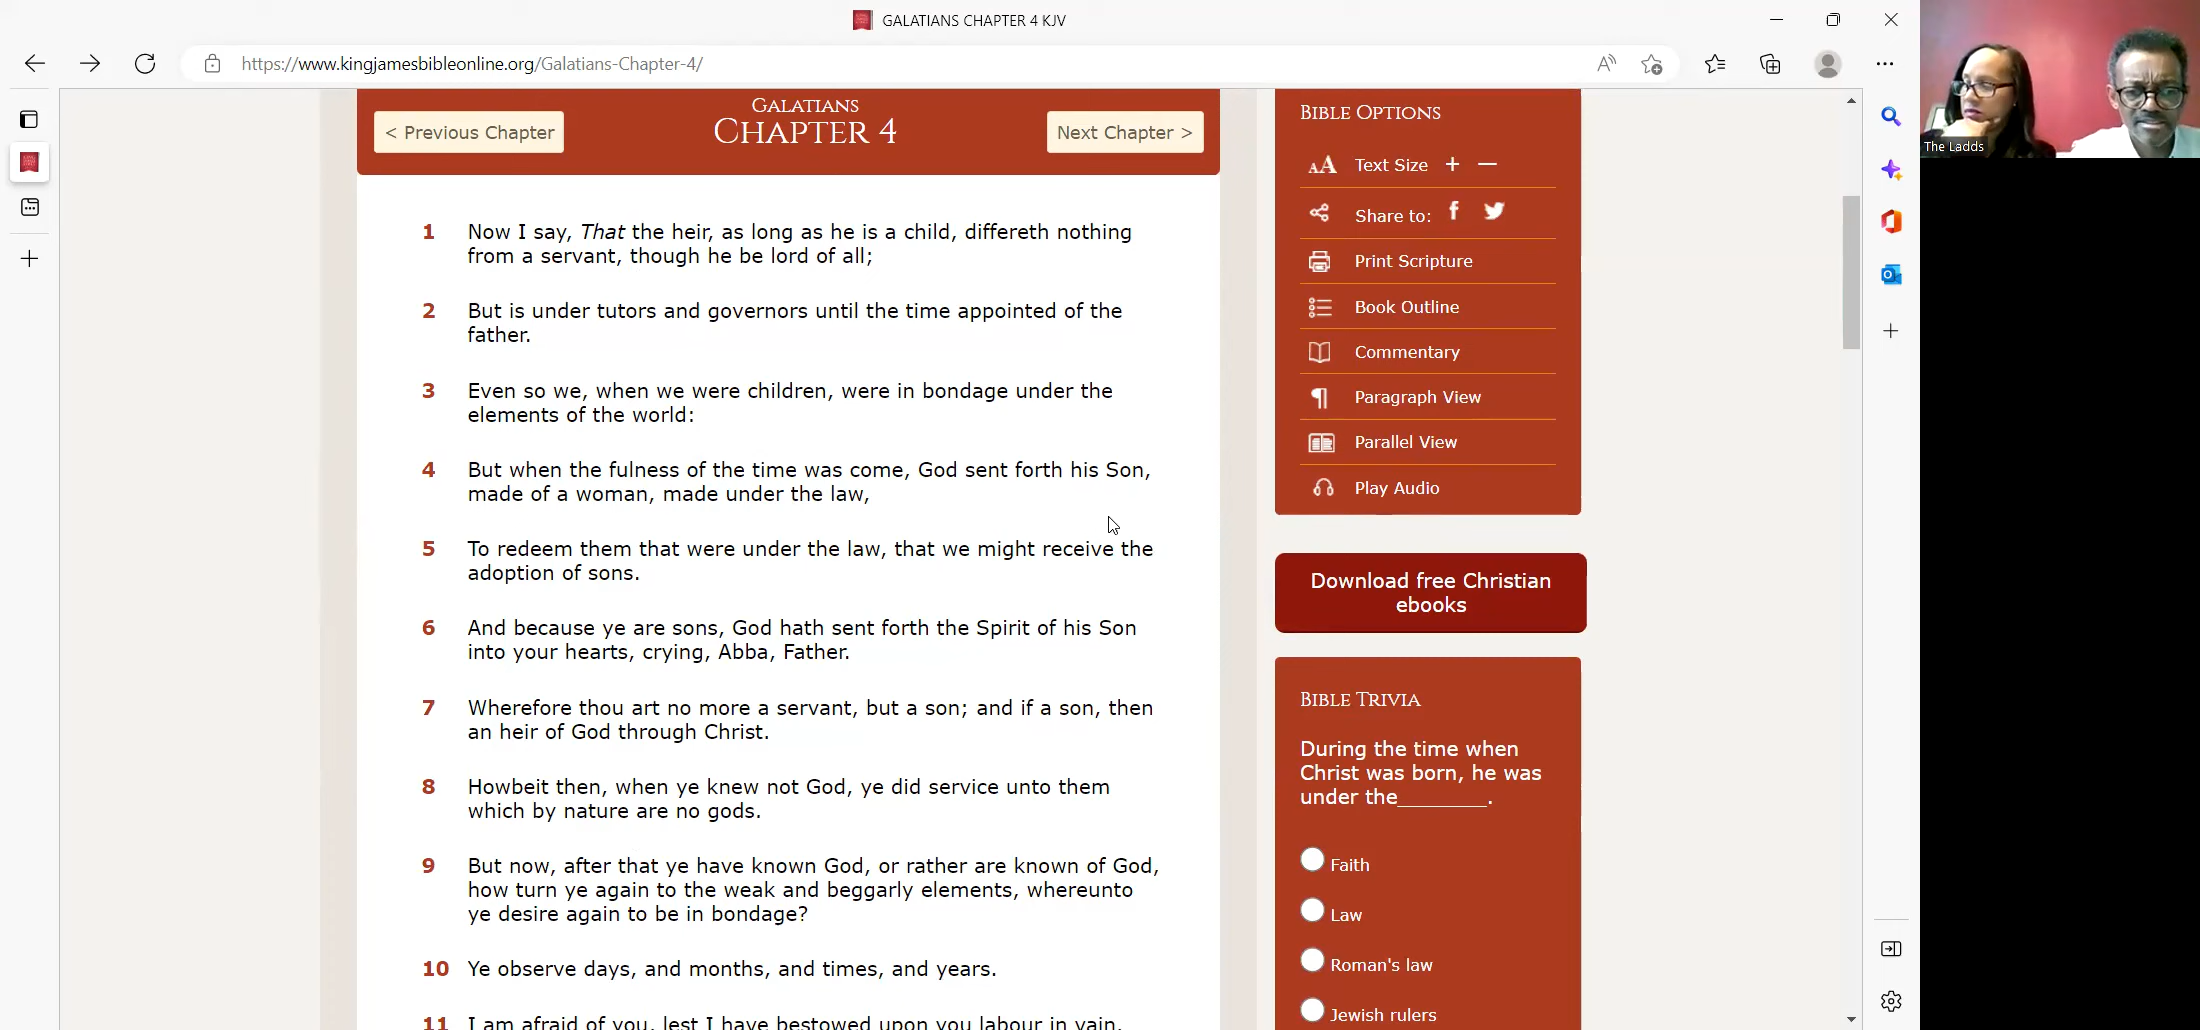 GALATIANS CHAPTER 4 KJV
https://www.kingjamesbibleonline.org/Galatians-Chapter-4/
The Ladds
< Previous Chapter
GALATIANS
CHAPTER 4
Next Chapter >
1 Now I say, That the heir, as long as he is a child, differeth nothing
from a servant, though he be lord of all;
2 But is under tutors and governors until the time appointed of the
father.
3 Even so we, when we were children, were in bondage under the
elements of the world:
4 But when the fulness of the time was come, God sent forth his Son,
made of a woman, made under the law,
5 To redeem them that were under the law, that we might receive the
adoption of sons.
6 And because ye are sons, God hath sent forth the Spirit of his Son
into your hearts, crying, Abba, Father.
7 Wherefore thou art no more a servant, but a son; and if a son, then
an heir of God through Christ.
8 Howbeit then, when ye knew not God, ye did service unto them
which by nature are no gods.
9 But now, after that ye have known God, or rather are known of God,
how turn ye again to the weak and beggarly elements, whereunto
ye desire again to be in bondage?
10 Ye observe days, and months, and times, and years.
11 I am afraid of you, lest I have bestowed upon you labour in vain.
BIBLE OPTIONS
AA Text Size + −
Share to:
Print Scripture
Book Outline
Commentary
Paragraph View
Parallel View
Play Audio
Download free Christian
ebooks
BIBLE TRIVIA
During the time when
Christ was born, he was
under the________.
Faith
Law
Roman's law
Jewish rulers